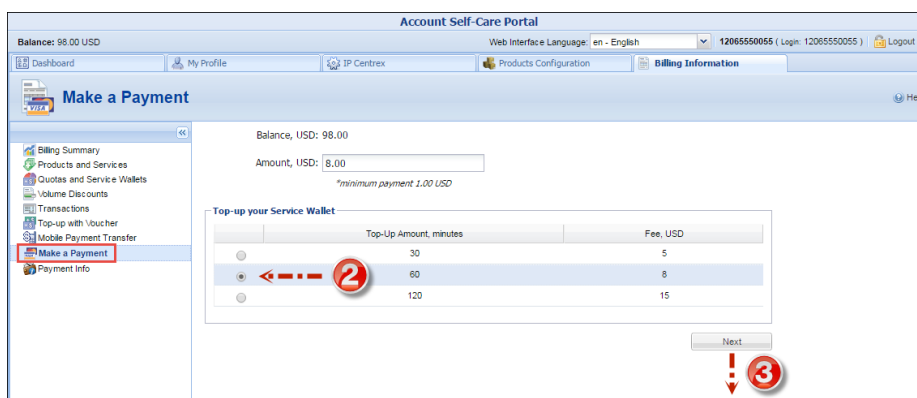 Account Self-Care Portal
Balance: 98.00 USD Web Interface Language: en - English 12065550055 ( Login: 12065550055 ) Logout
Dashboard My Profile IP Centrex Products Configuration Billing Information
VISA Make a Payment He
Billing Summary
Products and Services
Quotas and Service Wallets
Volume Discounts
Transactions
Top-up with Voucher
Mobile Payment Transfer
Make a Payment
Payment Info
Balance, USD: 98.00
Amount, USD: 8.00
*minimum payment 1.00 USD
Top-up your Service Wallet
Top-Up Amount, minutes Fee, USD
30 5
2 60 8
120 15
Next
3